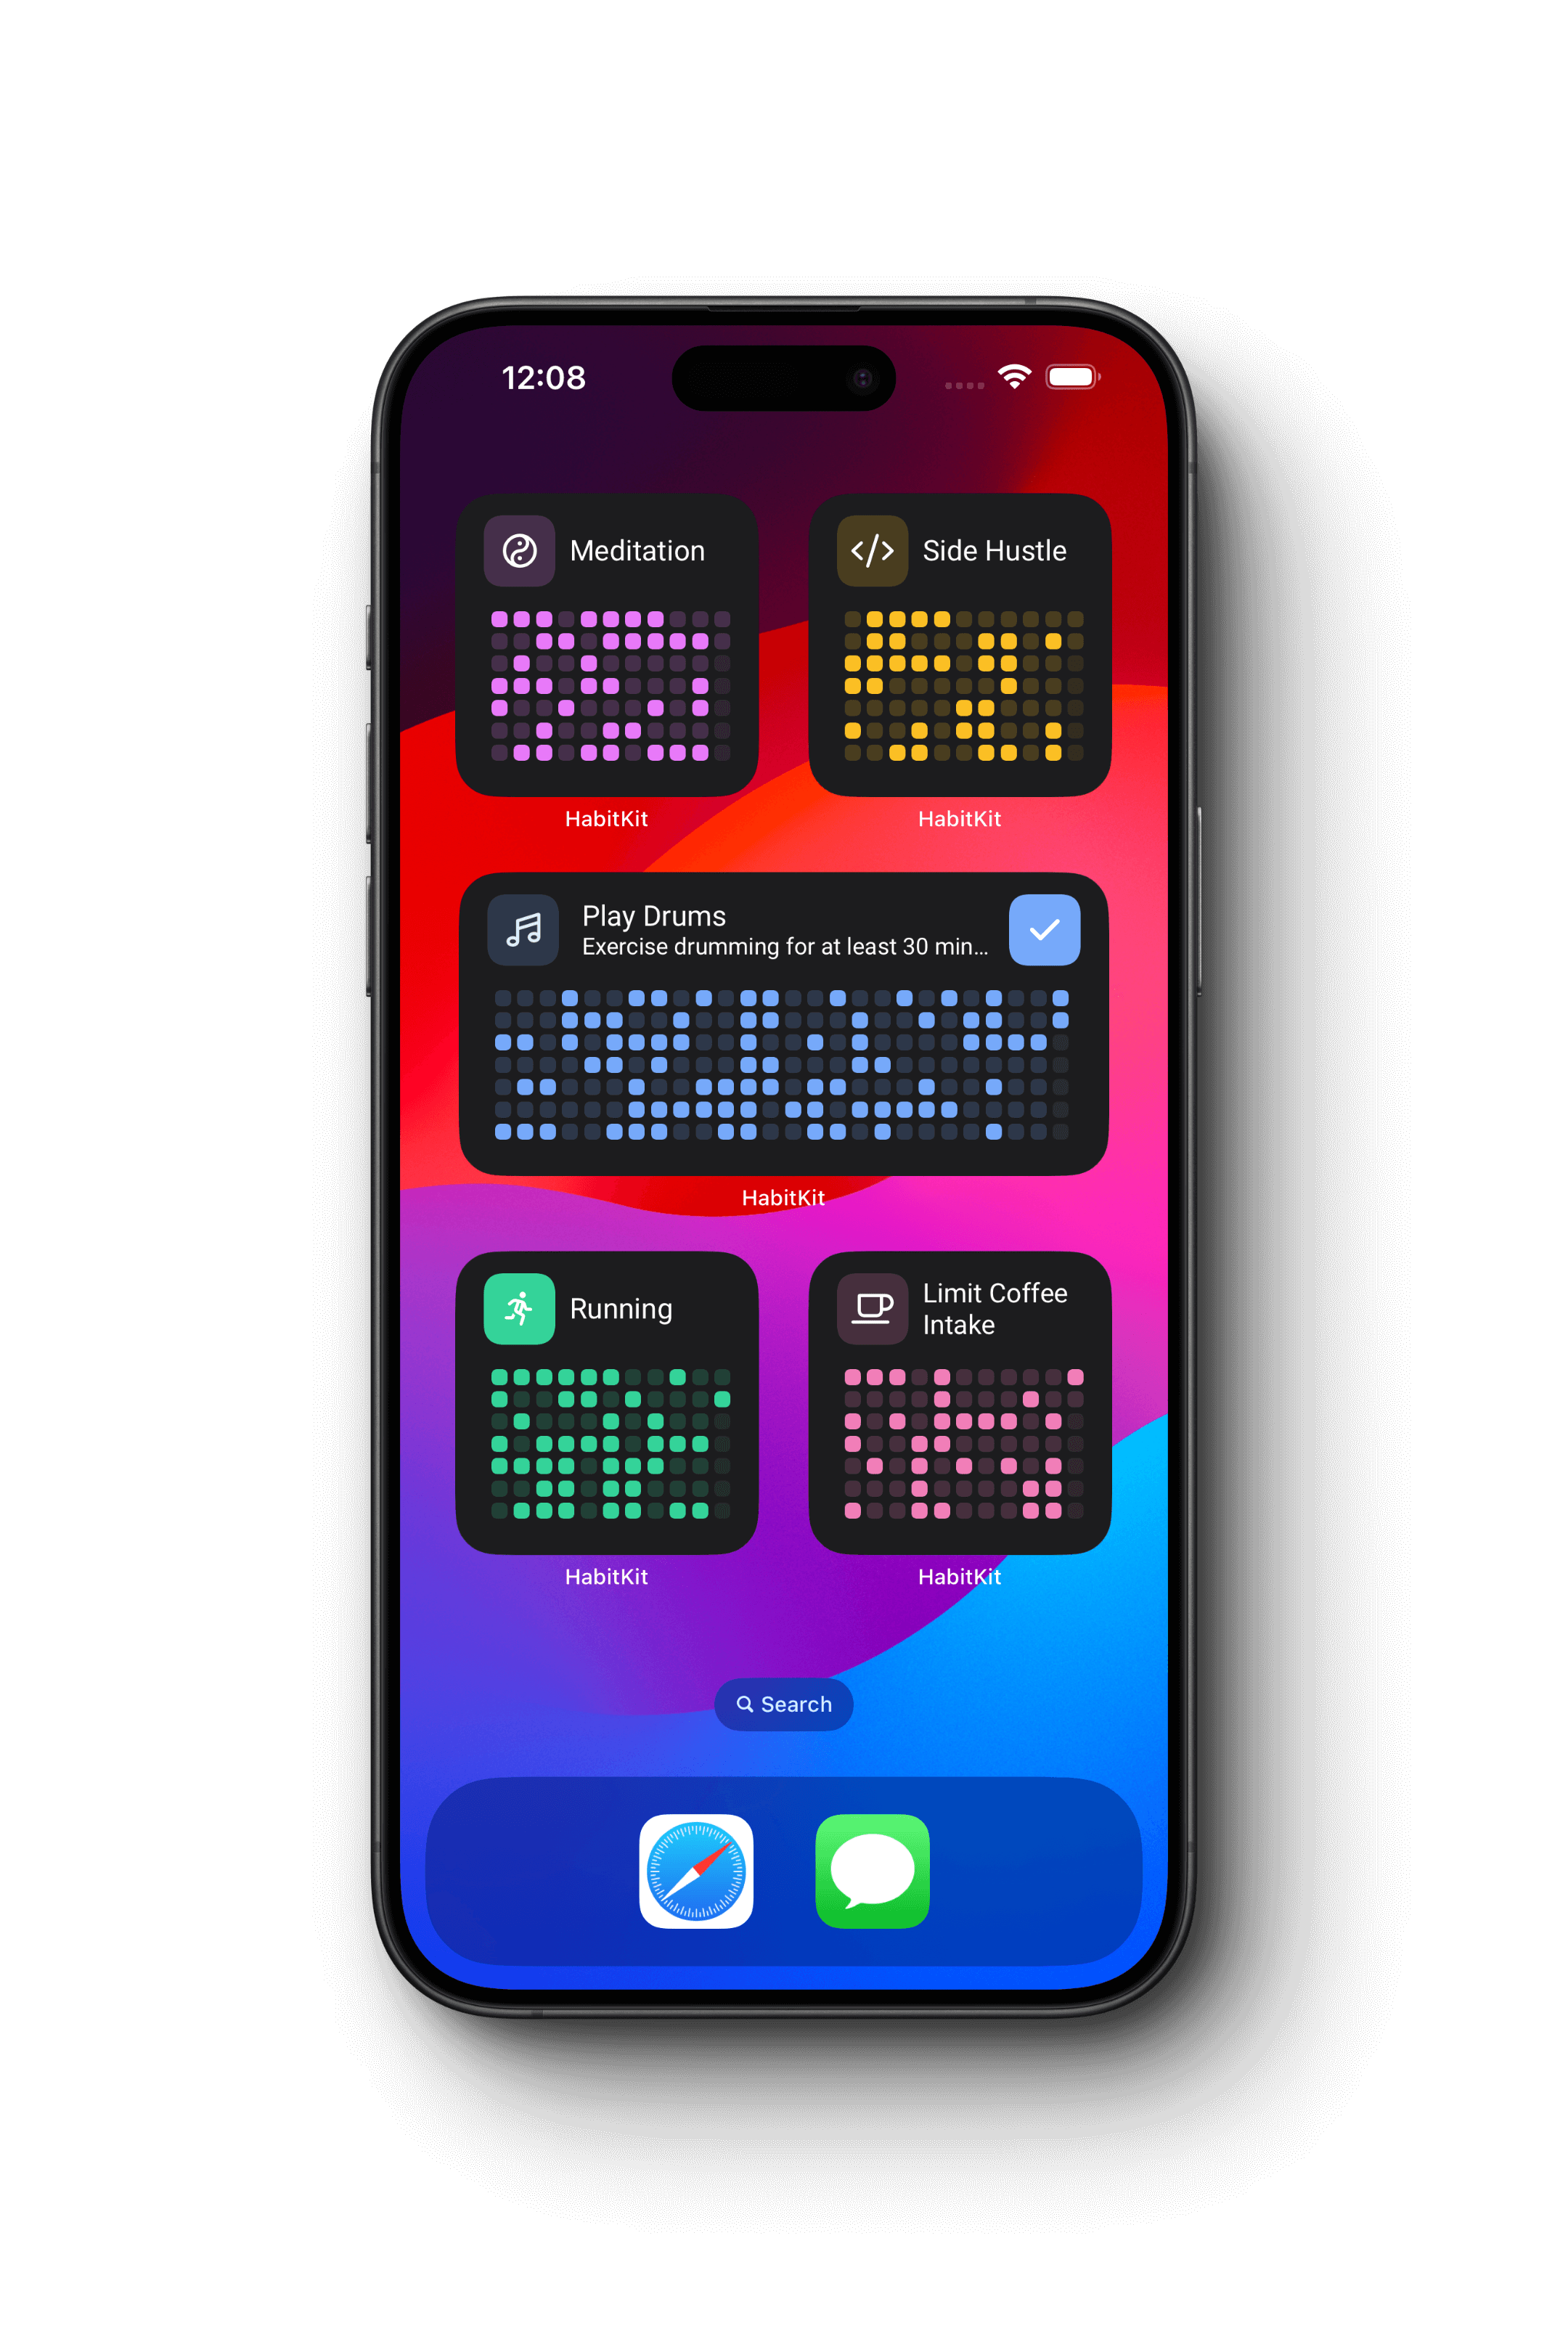 12:08
Meditation
Side Hustle
HabitKit
HabitKit
Play Drums
Exercise drumming for at least 30 min...
HabitKit
Running
Limit Coffee
Intake
HabitKit
HabitKit
Search